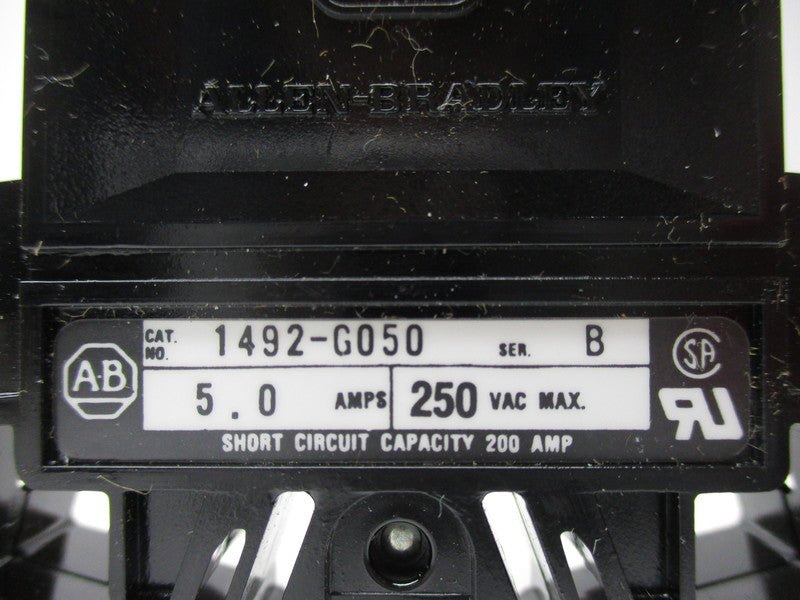 ALLEN-BRADLEY
AB
CAT. NO. 1492-G050 SER. B
5.0 AMPS 250 VAC MAX.
SHORT CIRCUIT CAPACITY 200 AMP
SA
UR